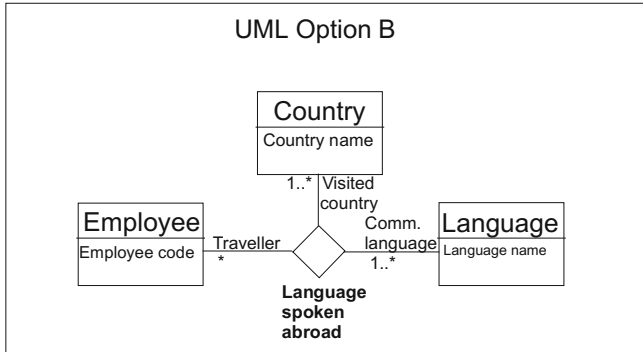 UML Option B
Country
Country name
1..* Visited
country
Employee
Employee code
Traveller
*
Comm.
language
1..*
Language
Language name
Language
spoken
abroad